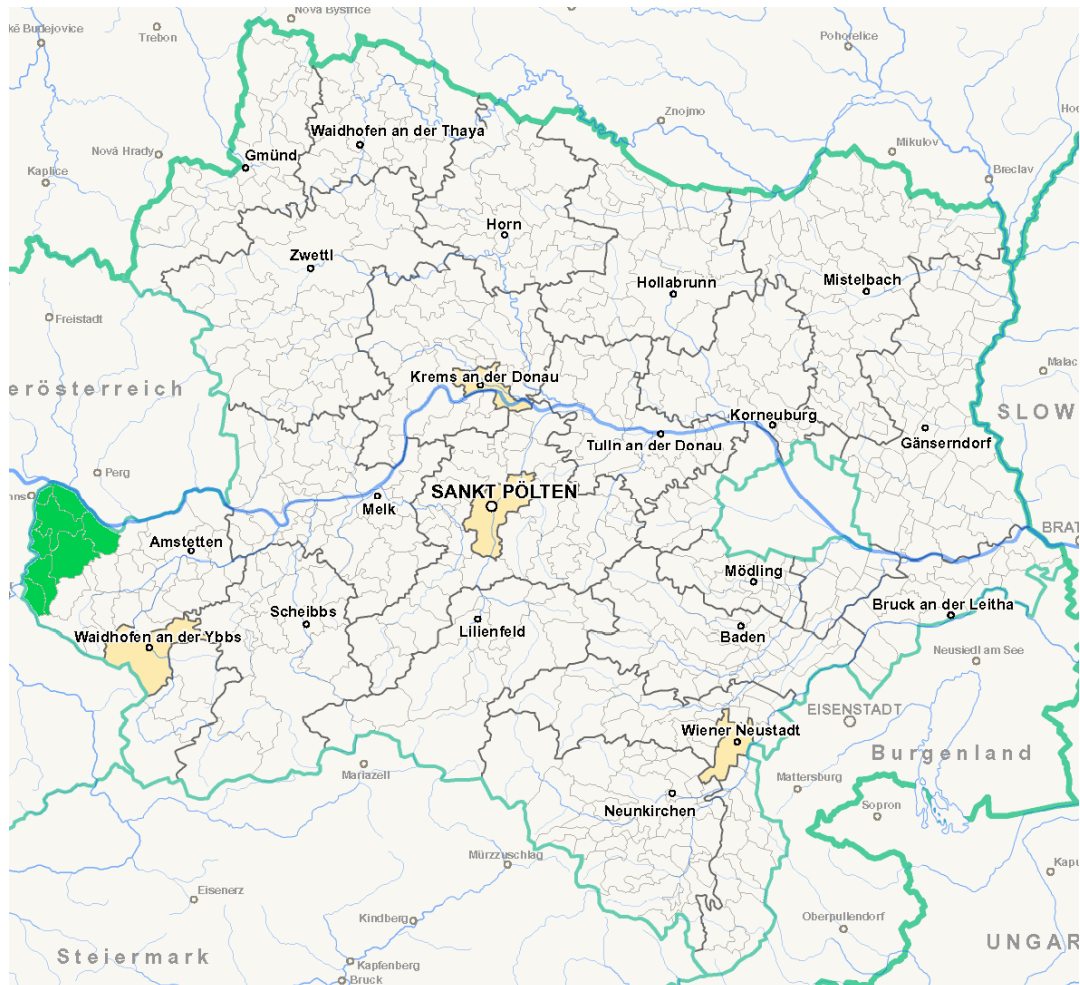 Nova Bystrice
ké Budejovice
Trebon
Pohorelice
Znojmo
Waidhofen an der Thaya
Mikulov
Nová Hrady
Gmünd
Kaplice
Breclav
Horn
Zwettl
Hollabrunn
Mistelbach
Freistadt
Malac
Krems an der Donau
erösterreich
SLOW
Korneuburg
Tulln an der Donau
Gänserndorf
Perg
SANKT PÖLTEN
nns
Melk
BRAT
Amstetten
Mödling
Scheibbs
Bruck an der Leitha
Lilienfeld
Baden
Waidhofen an der Ybbs
Neusiedl am See
EISENSTADT
Wiener Neustadt
Burgenland
Mariazell
Mattersburg
Sopron
Neunkirchen
Mürzzuschlag
Kapu
Eisenerz
Kindberg
Oberpullendorf
Steiermark
UNGAR
Kapfenberg
Bruck